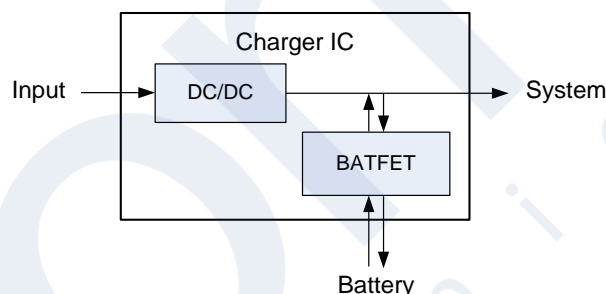 Charger IC
Input
DC/DC
System
BATFET
Battery